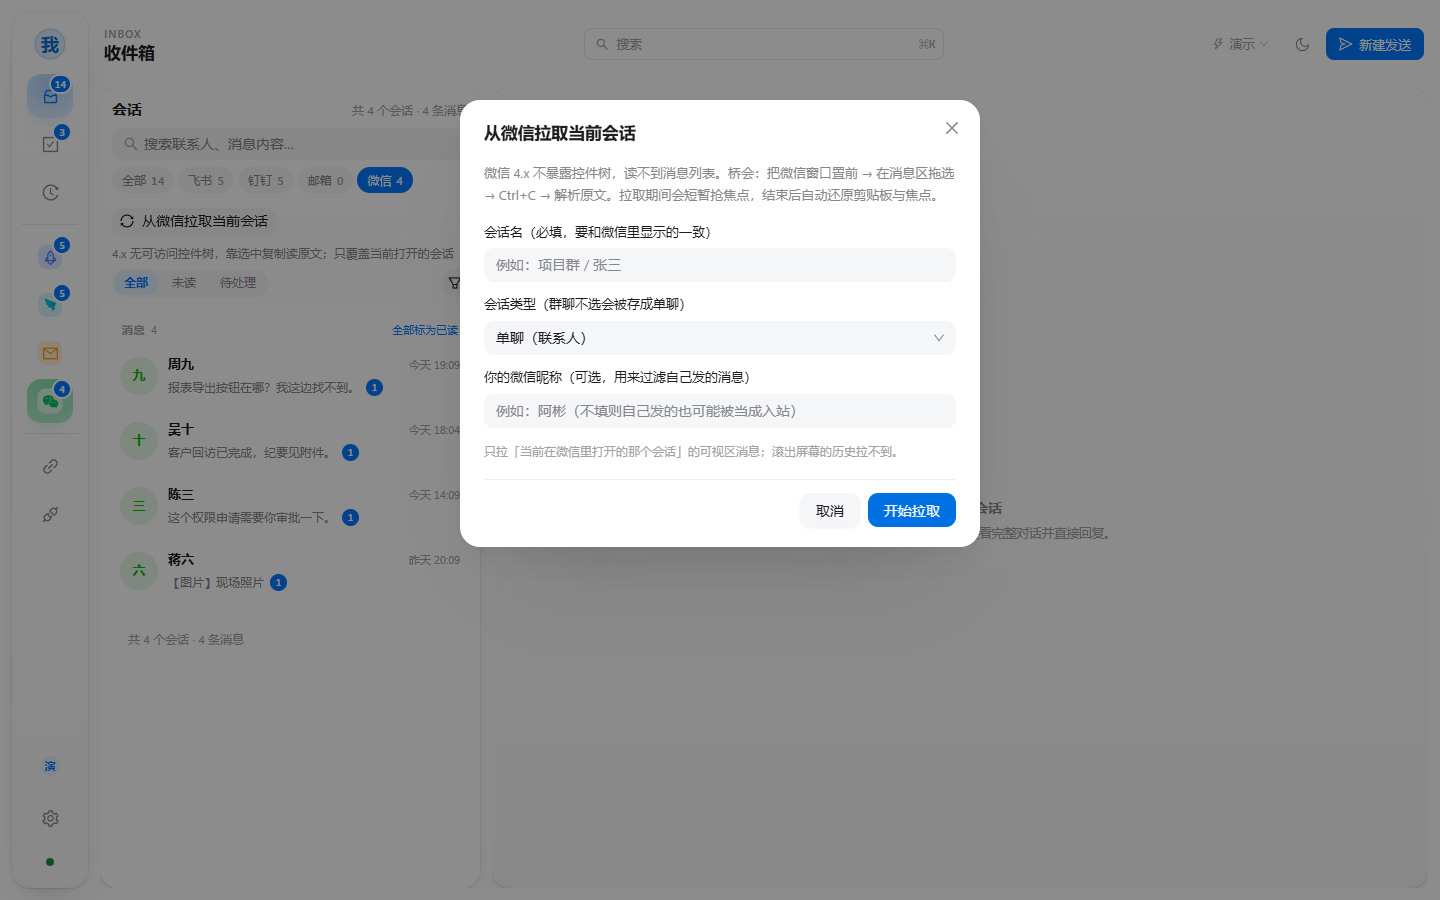 我
INBOX
收件箱
搜索
⌘K
演示
新建发送
14
3
5
5
4
演
会话
共 4 个会话 · 4 条消息
搜索联系人、消息内容...
全部 14
飞书 5
钉钉 5
邮箱 0
微信 4
从微信拉取当前会话
4.x 无可访问控件树，靠选中复制读原文；只覆盖当前打开的会话
全部
未读
待处理
消息 4
全部标为已读
九
周九
今天 19:09
报表导出按钮在哪？我这边找不到。
1
十
吴十
今天 18:04
客户回访已完成，纪要见附件。
1
三
陈三
今天 14:09
这个权限申请需要你审批一下。
1
六
蒋六
昨天 20:09
【图片】现场照片
1
共 4 个会话 · 4 条消息
从微信拉取当前会话
微信 4.x 不暴露控件树，读不到消息列表。桥会：把微信窗口置前 → 在消息区拖选
→ Ctrl+C → 解析原文。拉取期间会短暂抢焦点，结束后自动还原剪贴板与焦点。
会话名（必填，要和微信里显示的一致）
例如：项目群 / 张三
会话类型（群聊不选会被存成单聊）
单聊（联系人）
你的微信昵称（可选，用来过滤自己发的消息）
例如：阿彬（不填则自己发的也可能被当成入站）
只拉「当前在微信里打开的那个会话」的可视区消息；滚出屏幕的历史拉不到。
取消
开始拉取
会话
看完整对话并直接回复。